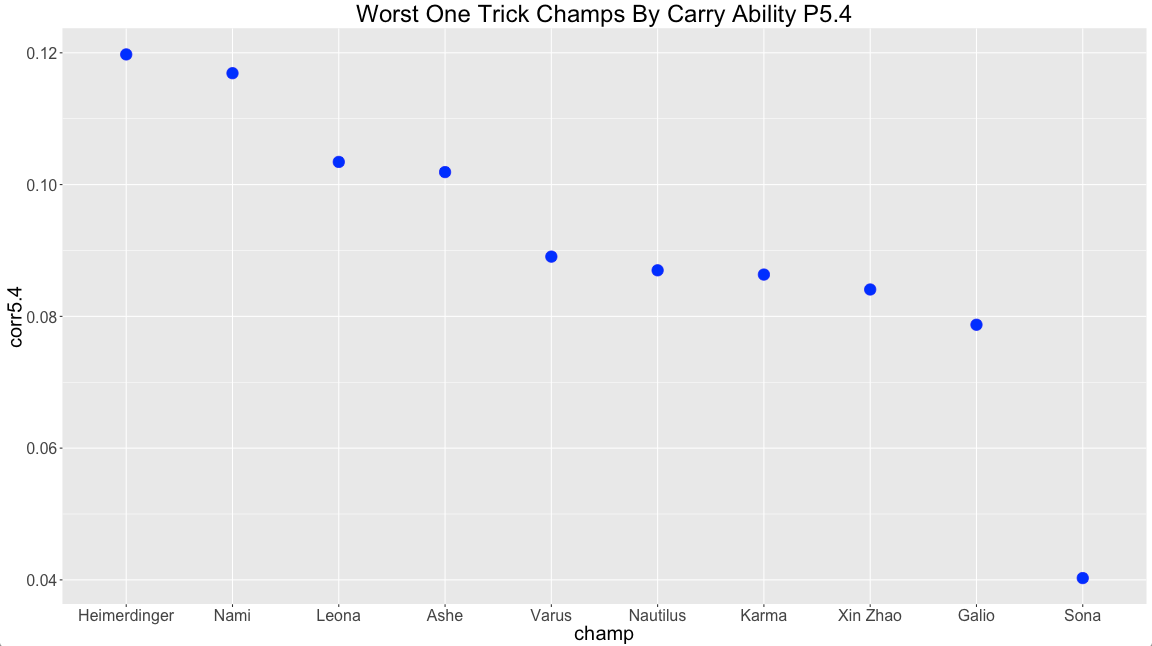 Worst One Trick Champs By Carry Ability P5.4
corr5.4
0.12
0.10
0.08
0.06
0.04
Heimerdinger Nami Leona Ashe Varus Nautilus Karma Xin Zhao Galio Sona
champ